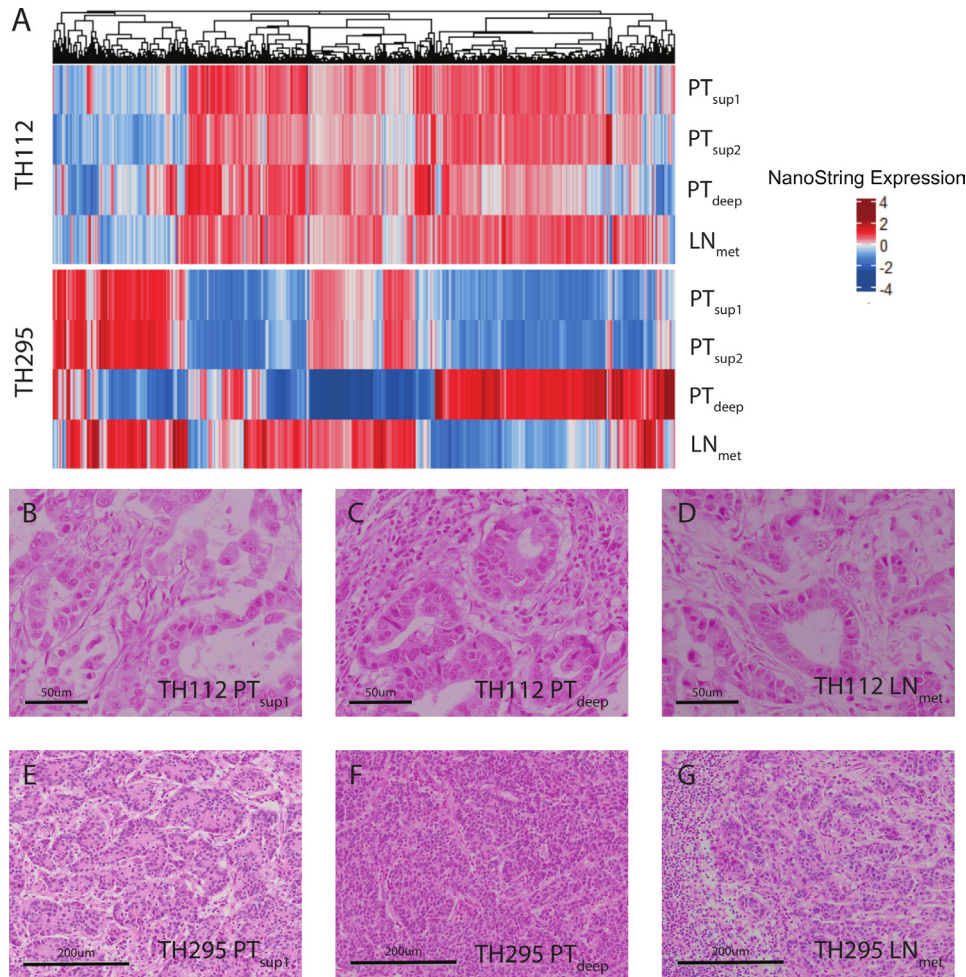 A
TH112
PTsup1
PTsup2
PTdeep
LNmet
TH295
PTsup1
PTsup2
PTdeep
LNmet
NanoString Expression
4
2
0
-2
-4
B
50um
TH112 PTsup1
C
50um
TH112 PTdeep
D
50um
TH112 LNmet
E
200um
TH295 PTsup1
F
200um
TH295 PTdeep
G
200um
TH295 LNmet